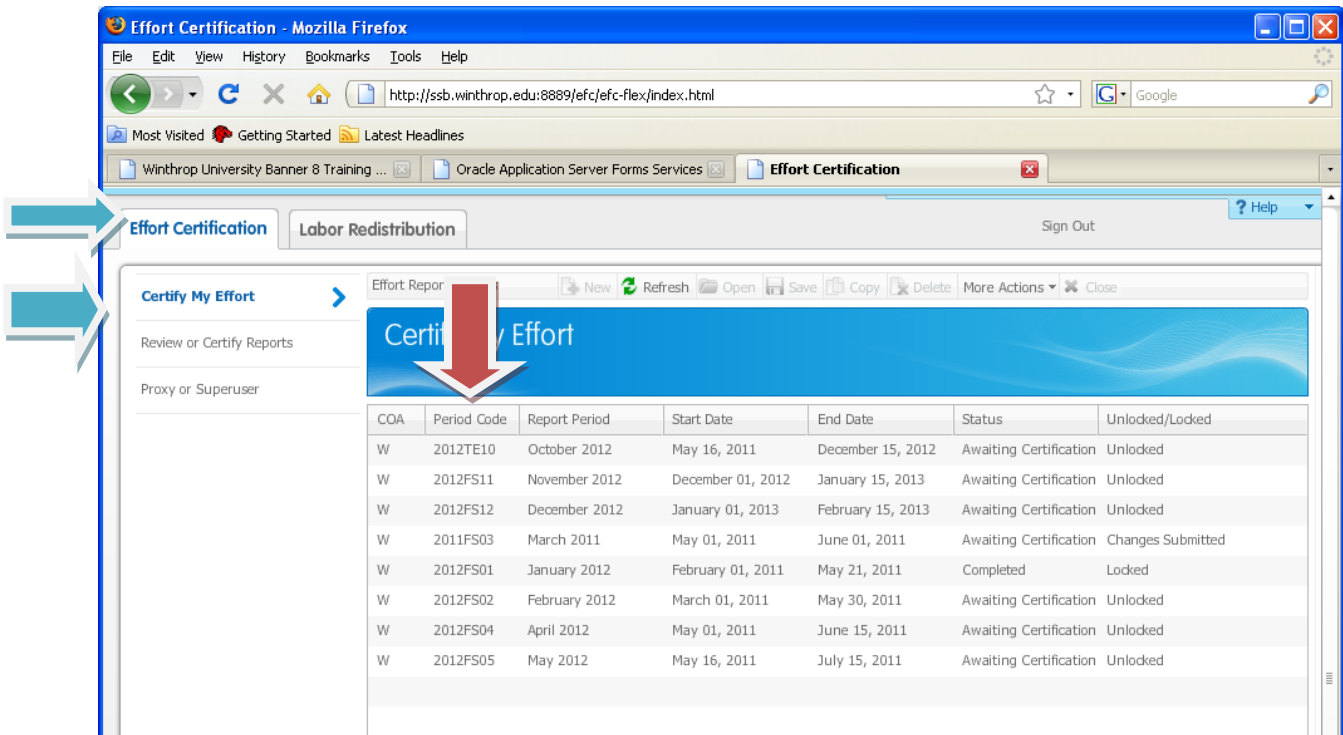 Effort Certification - Mozilla Firefox
File Edit View History Bookmarks Tools Help
http://ssb.winthrop.edu:8889/efc/efc-flex/index.html G Google
Most Visited Getting Started Latest Headlines
Winthrop University Banner 8 Training ... Oracle Application Server Forms Services Effort Certification
? Help
Effort Certification Labor Redistribution Sign Out
Certify My Effort
Review or Certify Reports
Proxy or Superuser
Effort Repor New Refresh Open Save Copy Delete More Actions Close
Effort
COA Period Code Report Period Start Date End Date Status Unlocked/Locked
W 2012TE10 October 2012 May 16, 2011 December 15, 2012 Awaiting Certification Unlocked
W 2012FS11 November 2012 December 01, 2012 January 15, 2013 Awaiting Certification Unlocked
W 2012FS12 December 2012 January 01, 2013 February 15, 2013 Awaiting Certification Unlocked
W 2011FS03 March 2011 May 01, 2011 June 01, 2011 Awaiting Certification Changes Submitted
W 2012FS01 January 2012 February 01, 2011 May 21, 2011 Completed Locked
W 2012FS02 February 2012 March 01, 2011 May 30, 2011 Awaiting Certification Unlocked
W 2012FS04 April 2012 May 01, 2011 June 15, 2011 Awaiting Certification Unlocked
W 2012FS05 May 2012 May 16, 2011 July 15, 2011 Awaiting Certification Unlocked